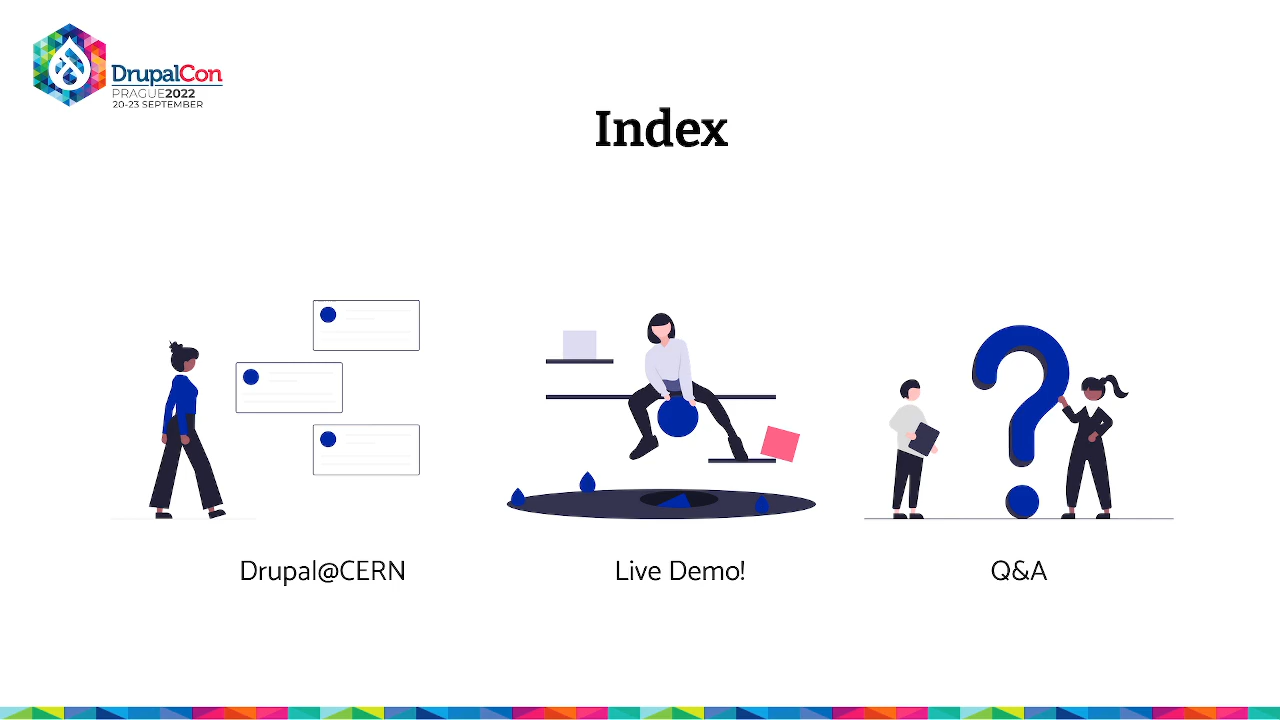 DrupalCon
PRAGUE2022
20-23 SEPTEMBER
Index
Drupal@CERN
Live Demo!
Q&A